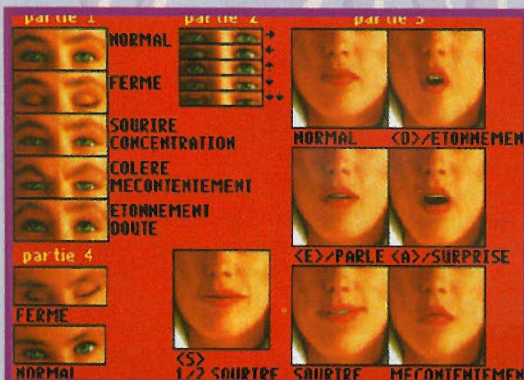 partie 1
partie 2
partie 3
NORMAL
FERME
SOURIRE
CONCENTRATION
COLERE
MECONTENTEMENT
ETONNEMENT
DOUTE
NORMAL <O>/ETONNEMEN
<E>/PARLE <A>/SURPRISE
partie 4
FERME
NORMAL
<S>
1/2 SOURIRE
SOURIRE MECONTENTEMEN